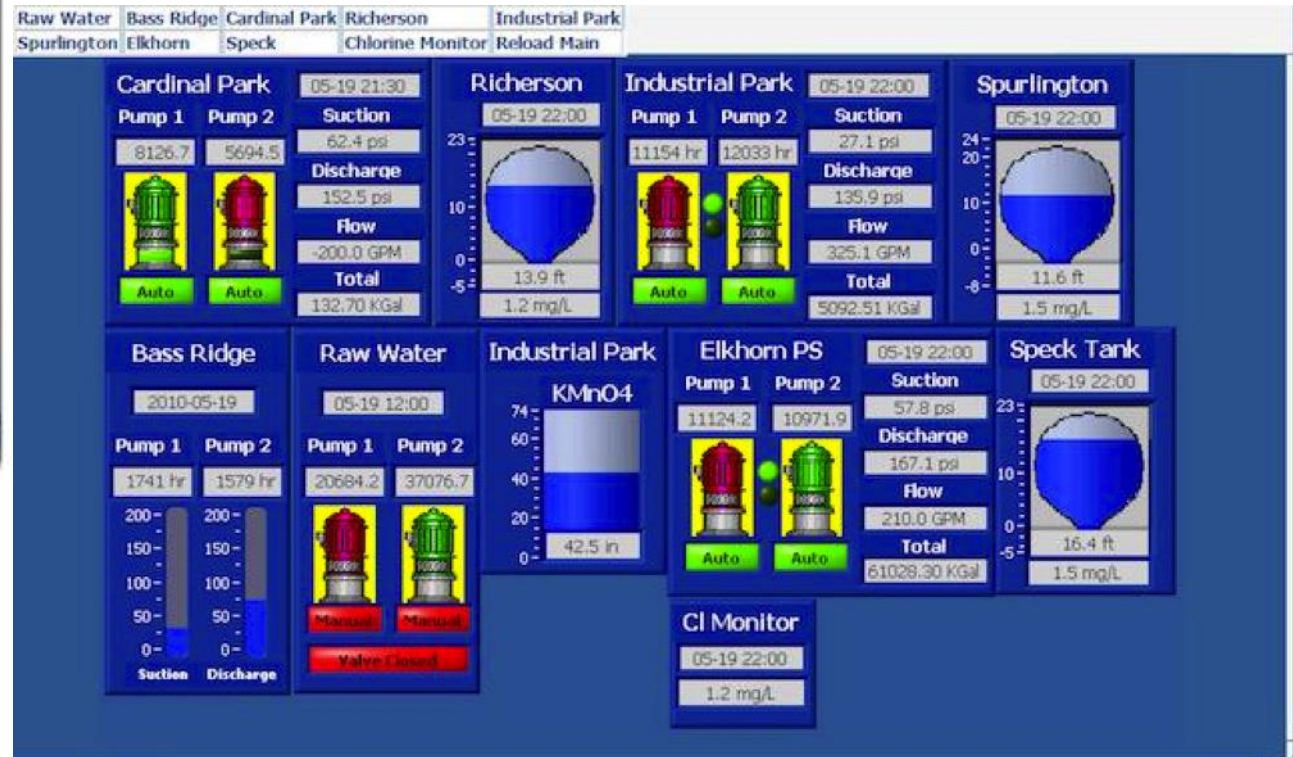 Raw Water Bass Ridge Cardinal Park Richerson Industrial Park
Spurlington Elkhorn Speck Chlorine Monitor Reload Main
Cardinal Park
05-19 21:30
Pump 1 Pump 2
Suction
8126.7 5694.5
62.4 psi
Discharge
152.5 psi
Flow
-200.0 GPM
Total
Auto Auto
132.70 KGal
Richerson
05-19 22:00
23
10
0
-5
13.9 ft
1.2 mg/L
Industrial Park
05-19 22:00
Pump 1 Pump 2
Suction
11154 hr 12033 hr
27.1 psi
Discharge
135.9 psi
Flow
325.1 GPM
Total
Auto Auto
5092.51 KGal
Spurlington
05-19 22:00
24
20
10
0
-8
11.6 ft
1.5 mg/L
Bass Ridge
2010-05-19
Pump 1 Pump 2
1741 hr 1579 hr
200 200
150 150
100 100
50 50
0 0
Suction Discharge
Raw Water
05-19 12:00
Pump 1 Pump 2
20684.2 37076.7
Manual Manual
Valve Closed
Industrial Park
KMnO4
74
60
40
20
0
42.5 in
Elkhorn PS
05-19 22:00
Pump 1 Pump 2
Suction
11124.2 10971.9
57.8 psi
Discharge
167.1 psi
Flow
210.0 GPM
Total
Auto Auto
61028.30 KGal
Speck Tank
05-19 22:00
23
10
0
-5
16.4 ft
1.5 mg/L
Cl Monitor
05-19 22:00
1.2 mg/L